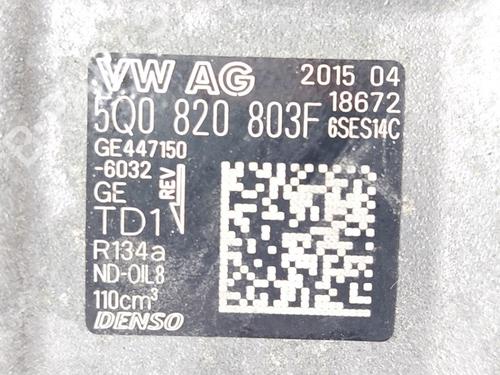 VW AG 2015 04
5Q0 820 803F 18672
6SES14C
GE447150
-6032
GE
REV
TD1
R134a
ND-OIL8
110cm³
DENSO